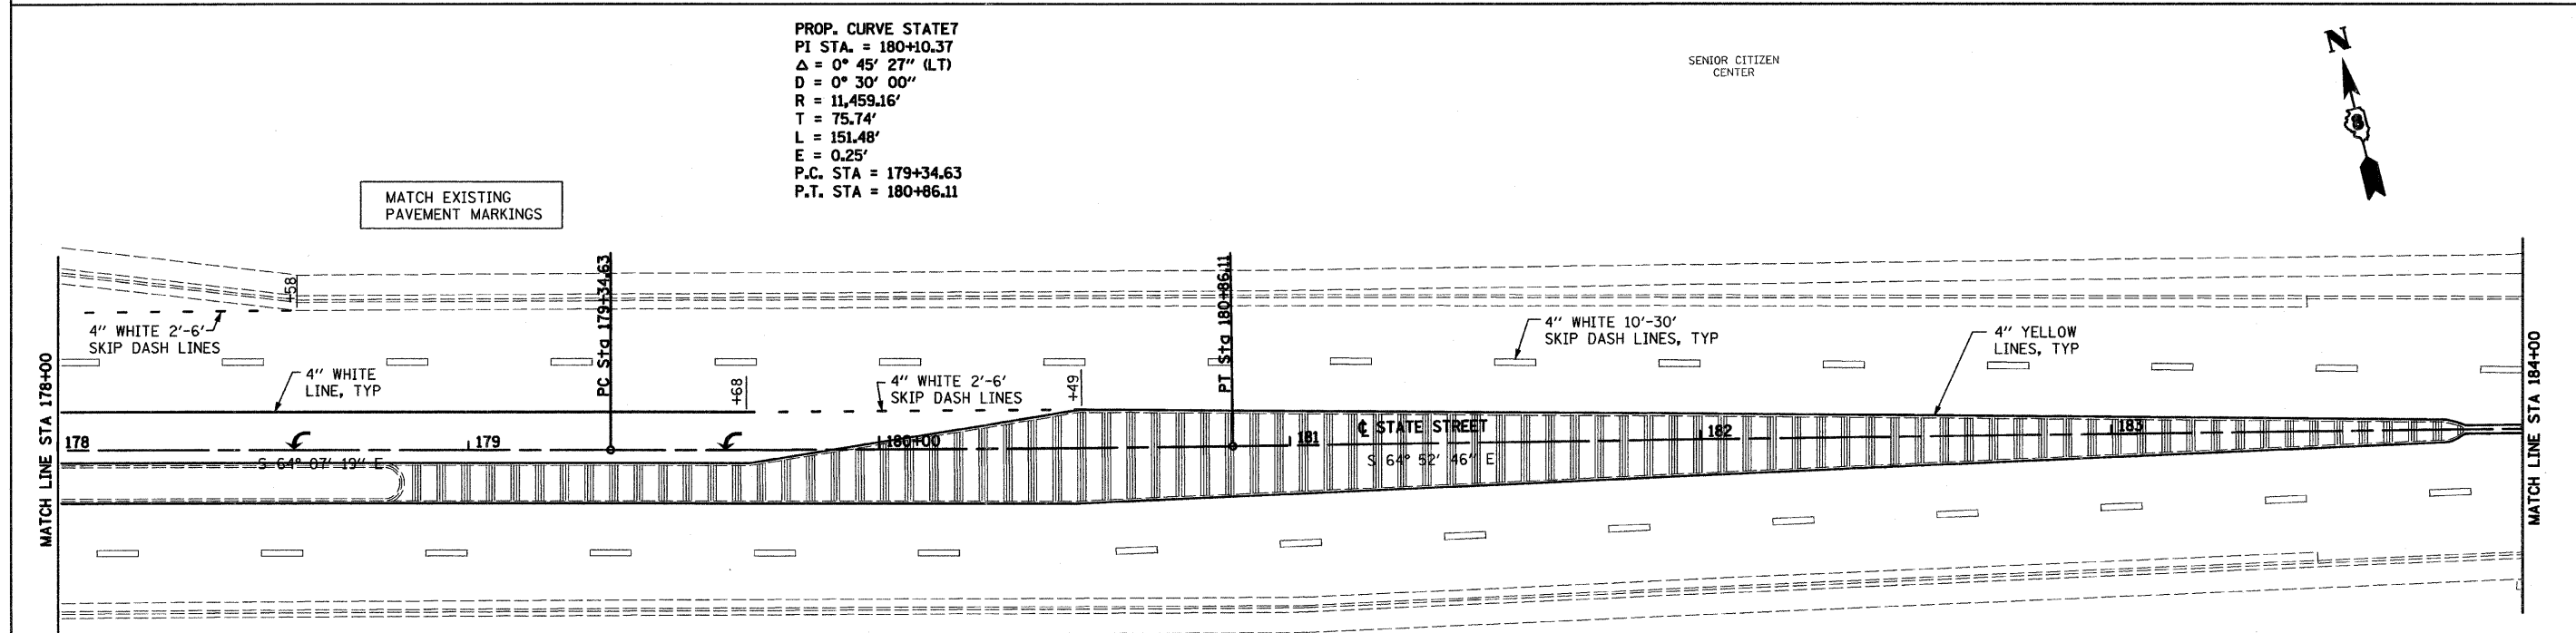 PROP. CURVE STATE7
PI STA. = 180+10.37
Δ = 0° 45' 27" (LT)
D = 0° 30' 00"
R = 11,459.16'
T = 75.74'
L = 151.48'
E = 0.25'
P.C. STA = 179+34.63
P.T. STA = 180+86.11
SENIOR CITIZEN
CENTER
N
MATCH EXISTING
PAVEMENT MARKINGS
+58
PC Sta 179+34.63
PT Sta 180+86.11
4" WHITE 2'-6'
SKIP DASH LINES
4" WHITE 10'-30'
SKIP DASH LINES, TYP
4" YELLOW
LINES, TYP
4" WHITE
LINE, TYP
+68
4" WHITE 2'-6'
SKIP DASH LINES
+49
MATCH LINE STA 178+00
178
179
180+00
181
℄ STATE STREET
182
183
S 64° 07' 19" E
S 64° 52' 46" E
MATCH LINE STA 184+00